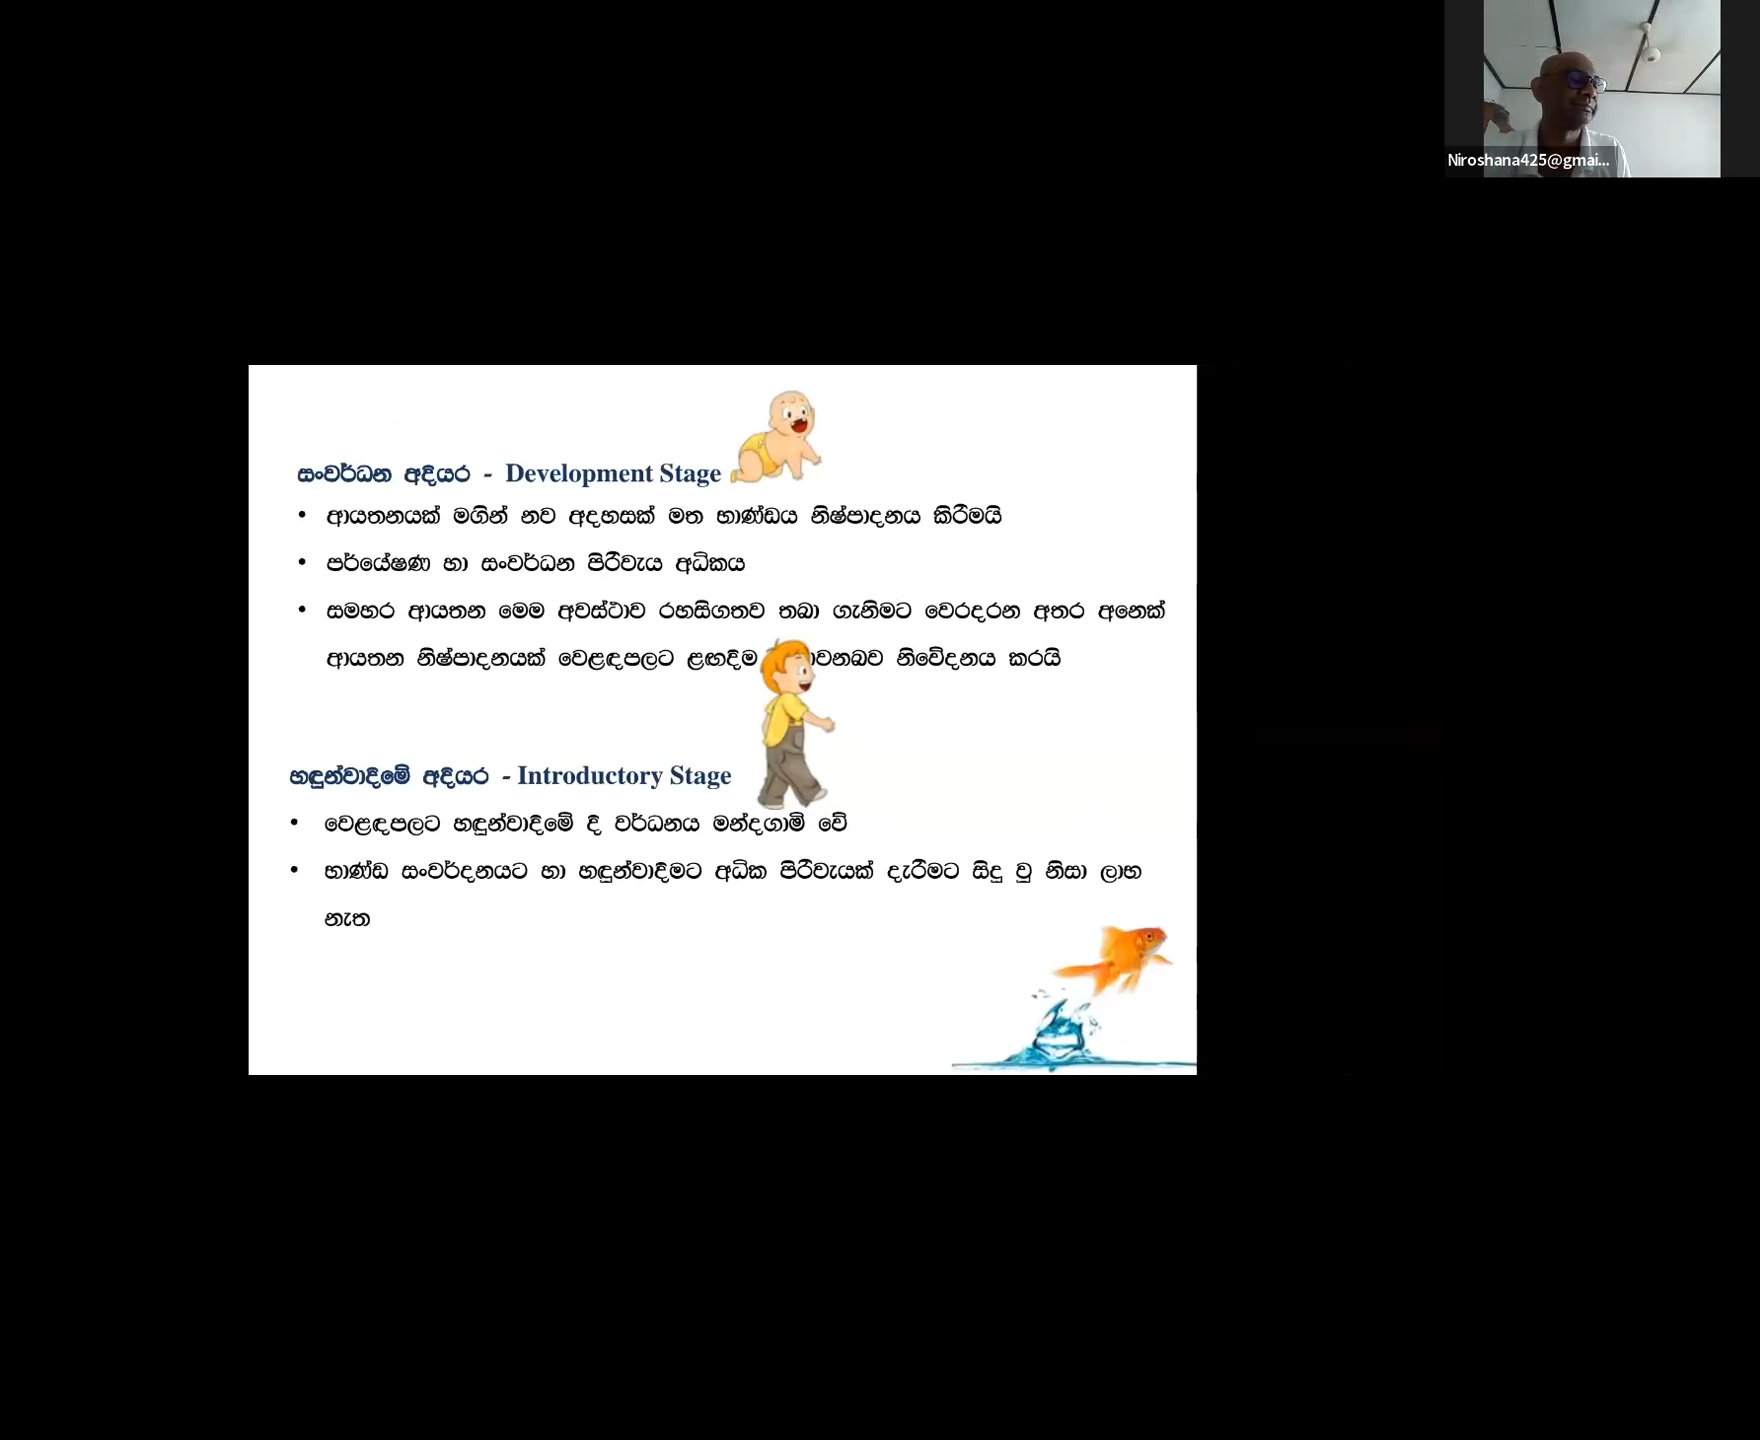 Niroshana425@gmai...
සංවර්ධන අදියර - Development Stage
• ආයතනයක් මගින් නව අදහසක් මත භාණ්ඩය නිෂ්පාදනය කිරීමයි
• පර්යේෂණ හා සංවර්ධන පිරිවැය අධිකය
• සමහර ආයතන මෙම අවස්ථාව රහසිගතව තබා ගැනිමට වෙරදරන අතර අනෙක්
ආයතන නිෂ්පාදනයක් වෙළඳපලට ළඟදීම නිවේදනය කරයි
හඳුන්වාදීමේ අදියර - Introductory Stage
• වෙළඳපලට හඳුන්වාදීමේ දී වර්ධනය මන්දගාමී වේ
• භාණ්ඩ සංවර්දනයට හා හඳුන්වාදීමට අධික පිරිවැයක් දැරීමට සිදු වු නිසා ලාභ
නැත